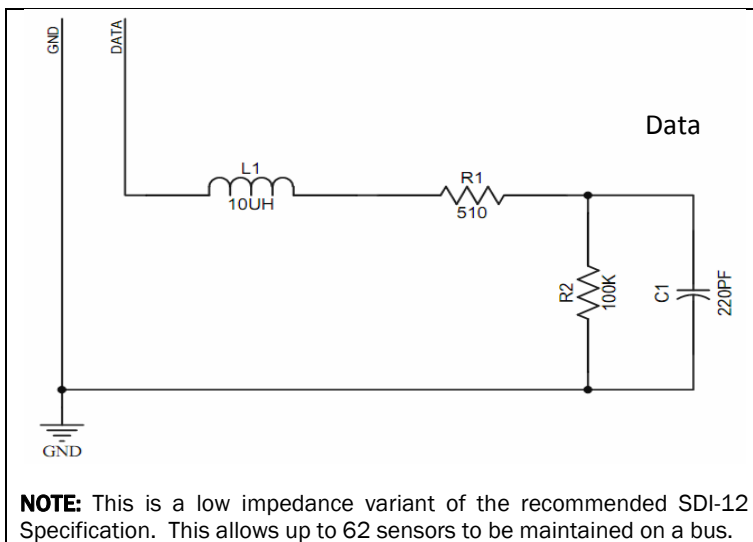 GND
DATA
Data
L1
10UH
R1
510
R2
100K
C1
220PF
GND
NOTE: This is a low impedance variant of the recommended SDI-12
Specification. This allows up to 62 sensors to be maintained on a bus.